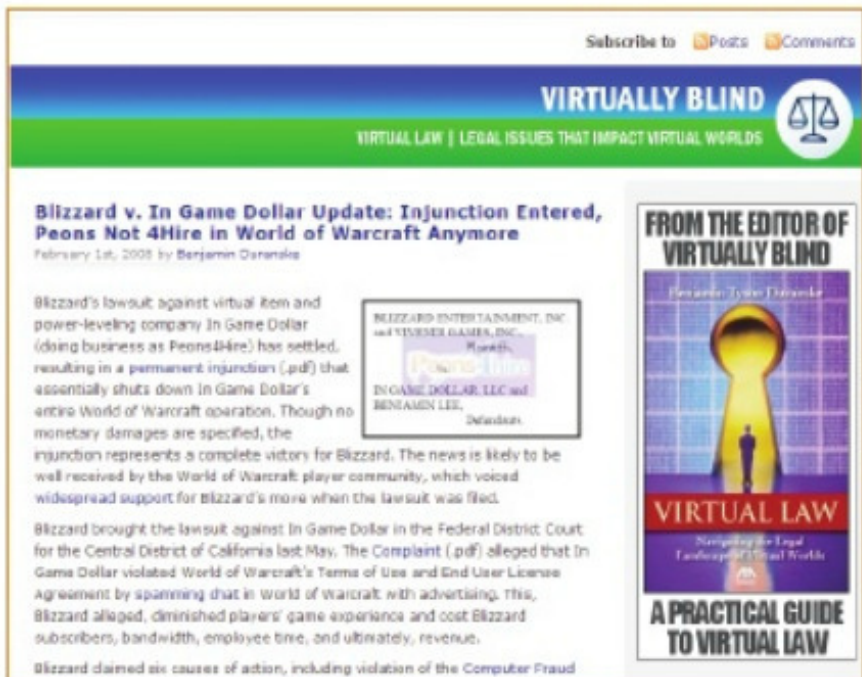 Subscribe to Posts Comments
VIRTUALLY BLIND
VIRTUAL LAW | LEGAL ISSUES THAT IMPACT VIRTUAL WORLDS
Blizzard v. In Game Dollar Update: Injunction Entered,
Peons Not 4Hire in World of Warcraft Anymore
February 1st, 2008 by Benjamin Duranske
Blizzard's lawsuit against virtual item and
power-leveling company In Game Dollar
(doing business as Peons4Hire) has settled,
resulting in a permanent injunction (.pdf) that
essentially shuts down In Game Dollar's
entire World of Warcraft operation. Though no
monetary damages are specified, the
injunction represents a complete victory for Blizzard. The news is likely to be
well received by the World of Warcraft player community, which voiced
widespread support for Blizzard's move when the lawsuit was filed.
BLIZZARD ENTERTAINMENT, INC.
and VIVENDI GAMES, INC.,
Plaintiffs,
Peons4hire
IN GAME DOLLAR, LLC and
BENJAMIN LEE,
Defendants.
Blizzard brought the lawsuit against In Game Dollar in the Federal District Court
for the Central District of California last May. The Complaint (.pdf) alleged that In
Game Dollar violated World of Warcraft's Terms of Use and End User License
Agreement by spamming chat in World of Warcraft with advertising. This,
Blizzard alleged, diminished players' game experience and cost Blizzard
subscribers, bandwidth, employee time, and ultimately, revenue.
Blizzard claimed six causes of action, including violation of the Computer Fraud
FROM THE EDITOR OF
VIRTUALLY BLIND
Benjamin Tyson Duranske
VIRTUAL LAW
Navigating the Legal
Landscape of Virtual Worlds
A PRACTICAL GUIDE
TO VIRTUAL LAW